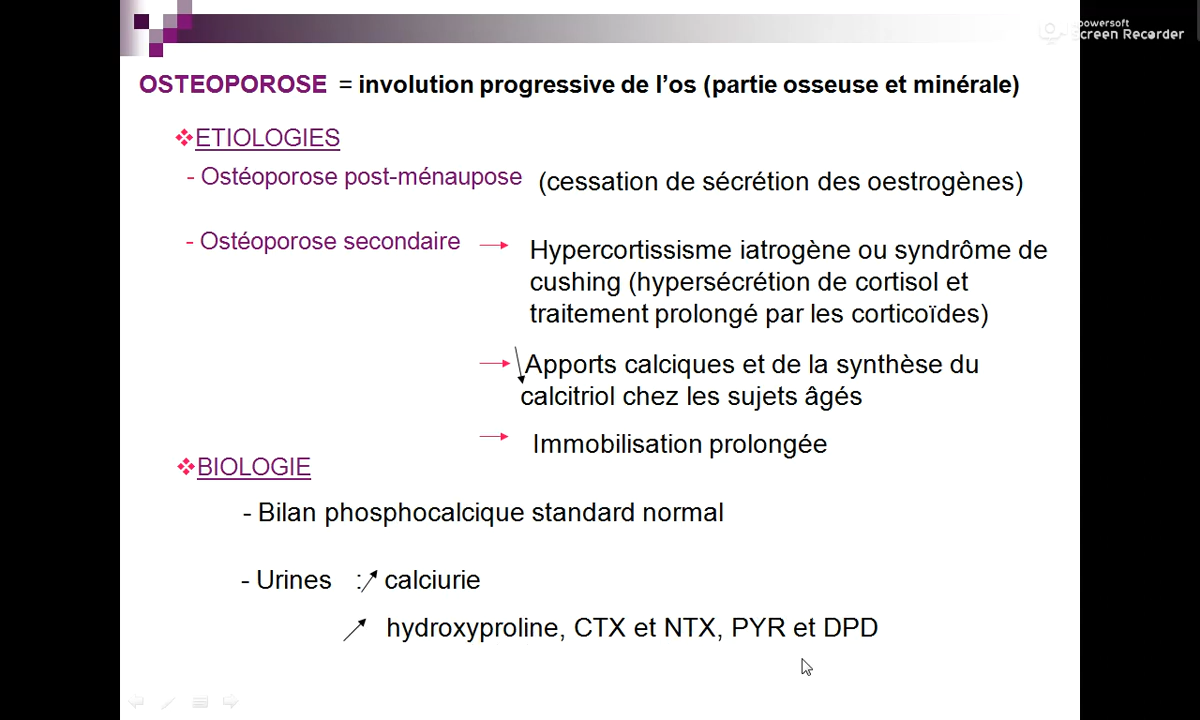 powersoft
Screen Recorder
OSTEOPOROSE = involution progressive de l’os (partie osseuse et minérale)
❖ETIOLOGIES
- Ostéoporose post-ménaupose (cessation de sécrétion des oestrogènes)
- Ostéoporose secondaire → Hypercortissisme iatrogène ou syndrôme de
cushing (hypersécrétion de cortisol et
traitement prolongé par les corticoïdes)
→ ↘Apports calciques et de la synthèse du
calcitriol chez les sujets âgés
→ Immobilisation prolongée
❖BIOLOGIE
- Bilan phosphocalcique standard normal
- Urines :↗ calciurie
↗ hydroxyproline, CTX et NTX, PYR et DPD